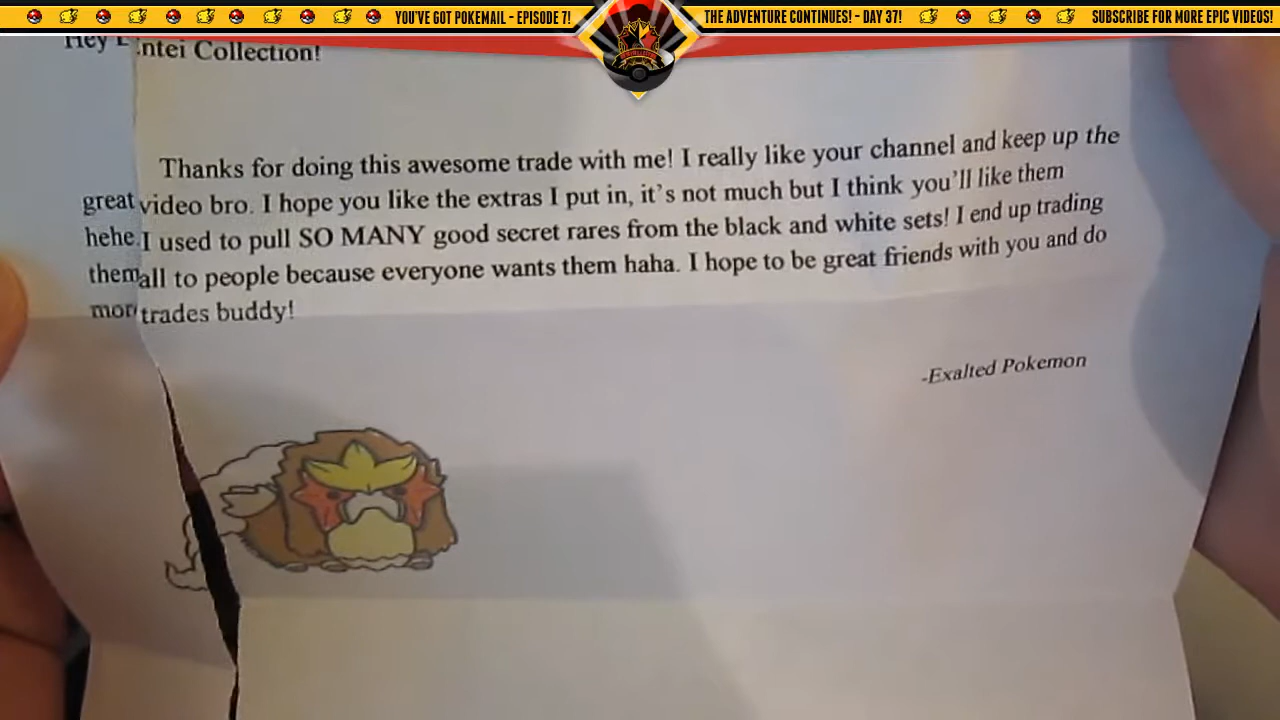 YOU'VE GOT POKEMAIL - EPISODE 7!
THE ADVENTURE CONTINUES! - DAY 37!
SUBSCRIBE FOR MORE EPIC VIDEOS!
Hey Entei Collection!
Thanks for doing this awesome trade with me! I really like your channel and keep up the
great video bro. I hope you like the extras I put in, it's not much but I think you'll like them
hehe. I used to pull SO MANY good secret rares from the black and white sets! I end up trading
them all to people because everyone wants them haha. I hope to be great friends with you and do
more trades buddy!
-Exalted Pokemon